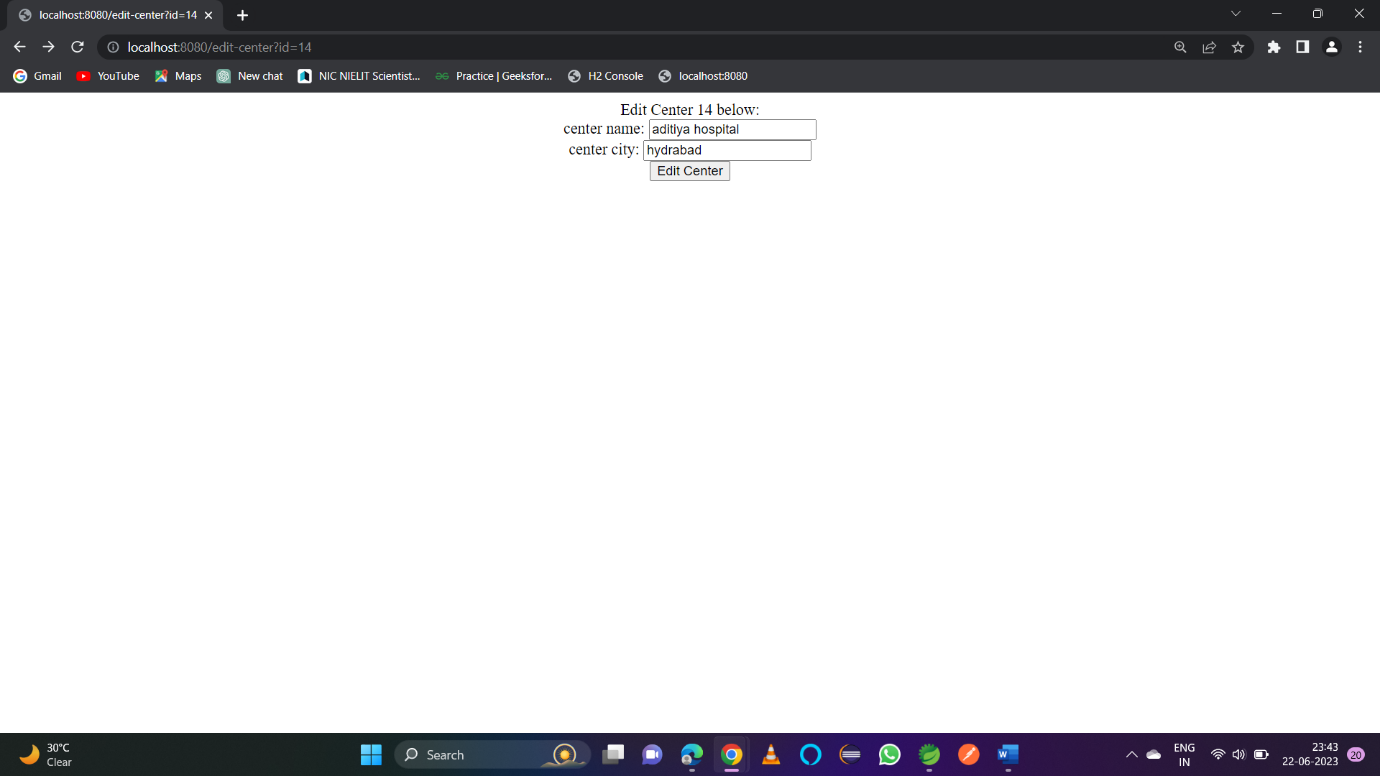 localhost:8080/edit-center?id=14
localhost:8080/edit-center?id=14
Gmail YouTube Maps New chat NIC NIELIT Scientist... Practice | Geeksfor... H2 Console localhost:8080
Edit Center 14 below:
center name: aditiya hospital
center city: hydrabad
Edit Center
30°C
Clear
Search
ENG
IN
23:43
22-06-2023
20